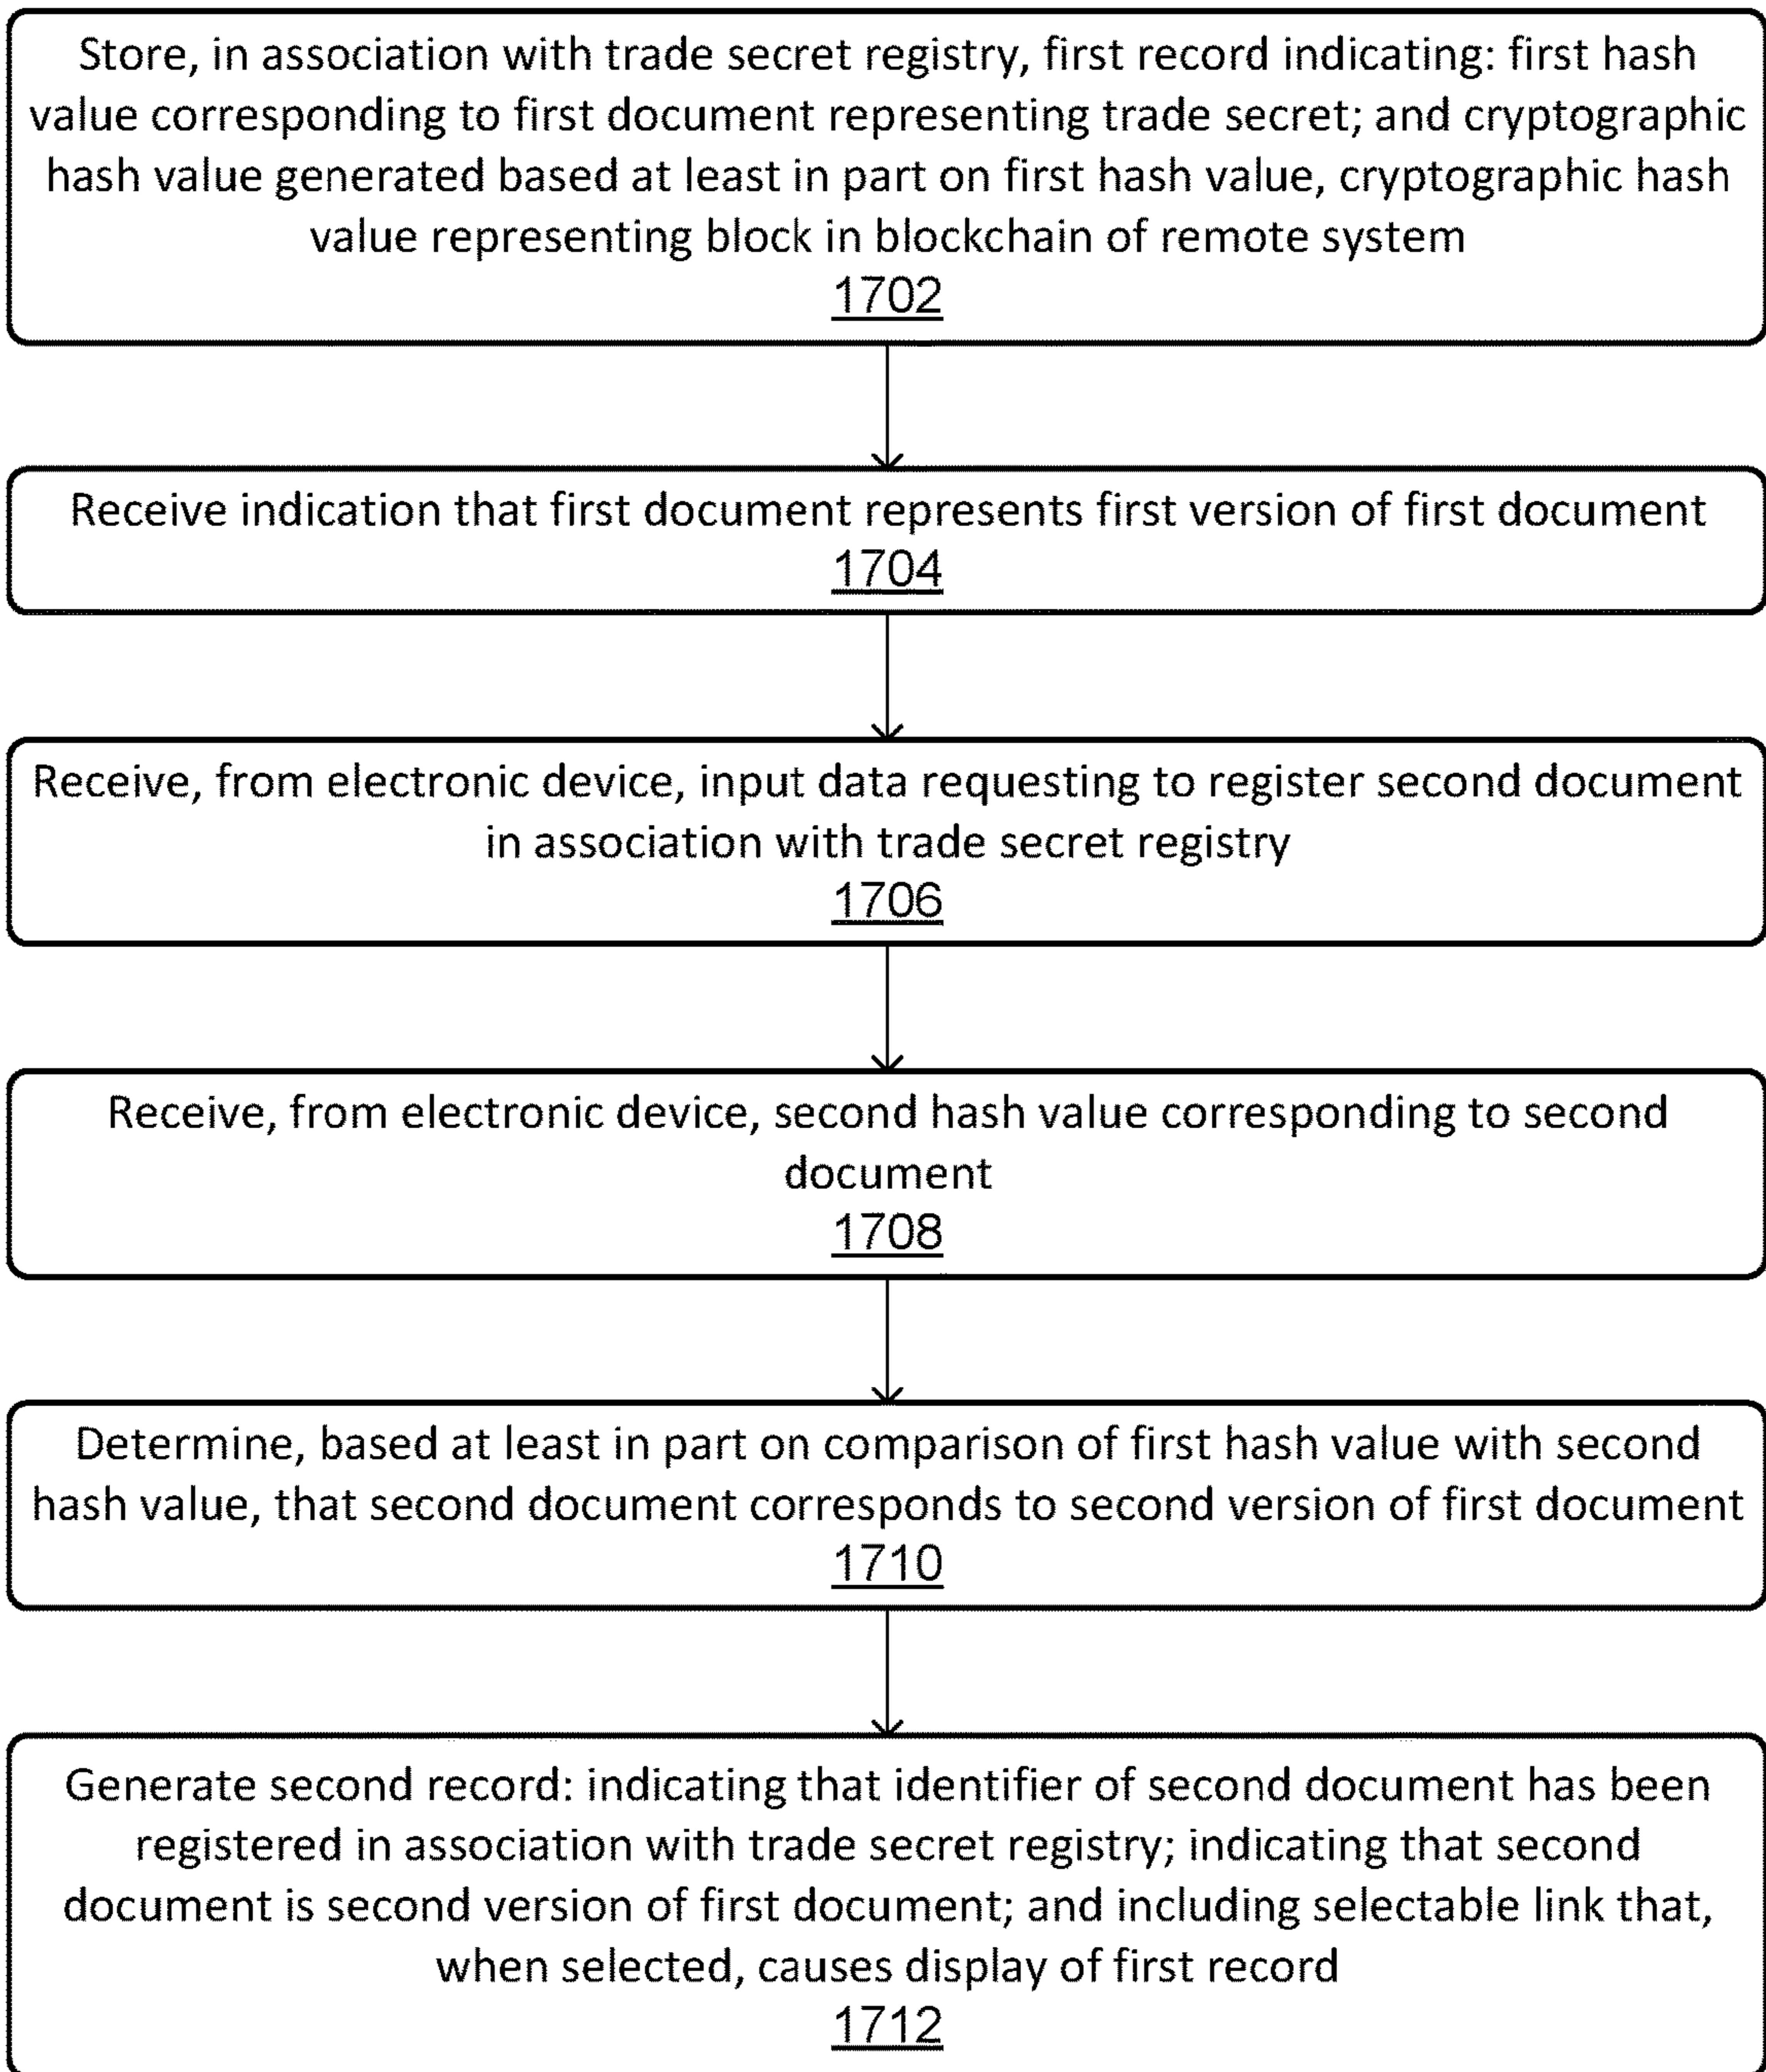 Store, in association with trade secret registry, first record indicating: first hash
value corresponding to first document representing trade secret; and cryptographic
hash value generated based at least in part on first hash value, cryptographic hash
value representing block in blockchain of remote system
1702
Receive indication that first document represents first version of first document
1704
Receive, from electronic device, input data requesting to register second document
in association with trade secret registry
1706
Receive, from electronic device, second hash value corresponding to second
document
1708
Determine, based at least in part on comparison of first hash value with second
hash value, that second document corresponds to second version of first document
1710
Generate second record: indicating that identifier of second document has been
registered in association with trade secret registry; indicating that second
document is second version of first document; and including selectable link that,
when selected, causes display of first record
1712